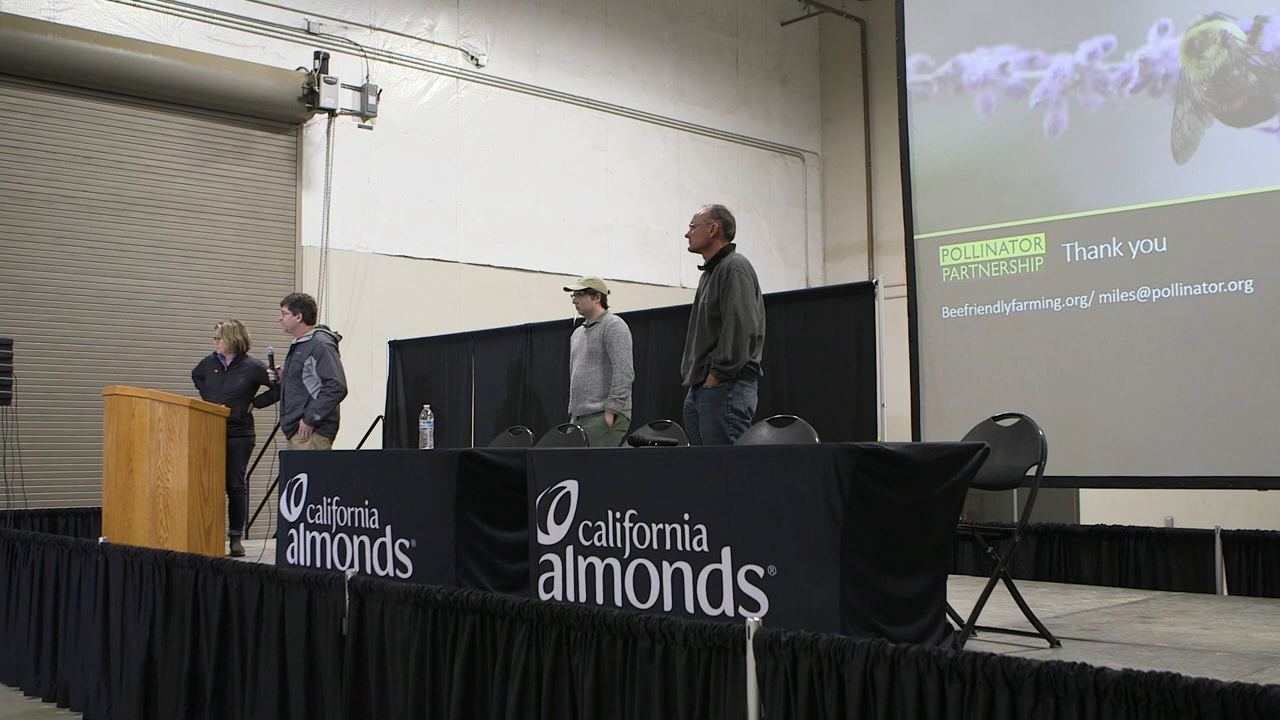 POLLINATOR
PARTNERSHIP
Thank you
Beefriendlyfarming.org/ miles@pollinator.org
california
almonds®
california
almonds®